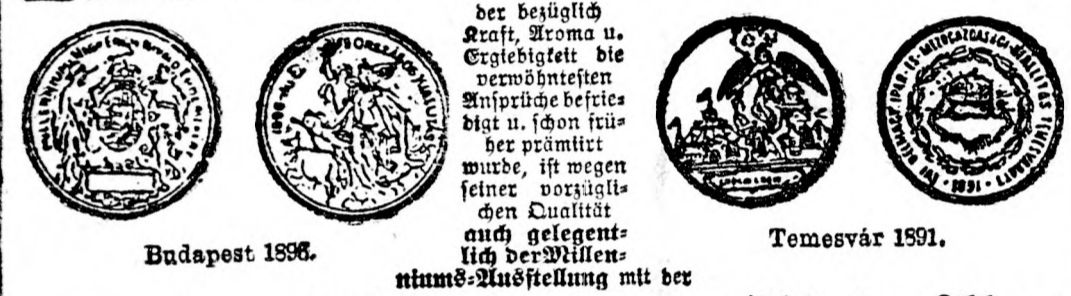 der bezüglich
Kraft, Aroma u.
Ergiebigkeit die
verwöhntesten
Ansprüche befrie=
digt u. schon frü=
her prämiirt
wurde, ist wegen
seiner vorzügli=
chen Qualität
auch gelegent=
lich der Millen=
niums=Ausstellung mit der
Budapest 1896.
Temesvár 1891.